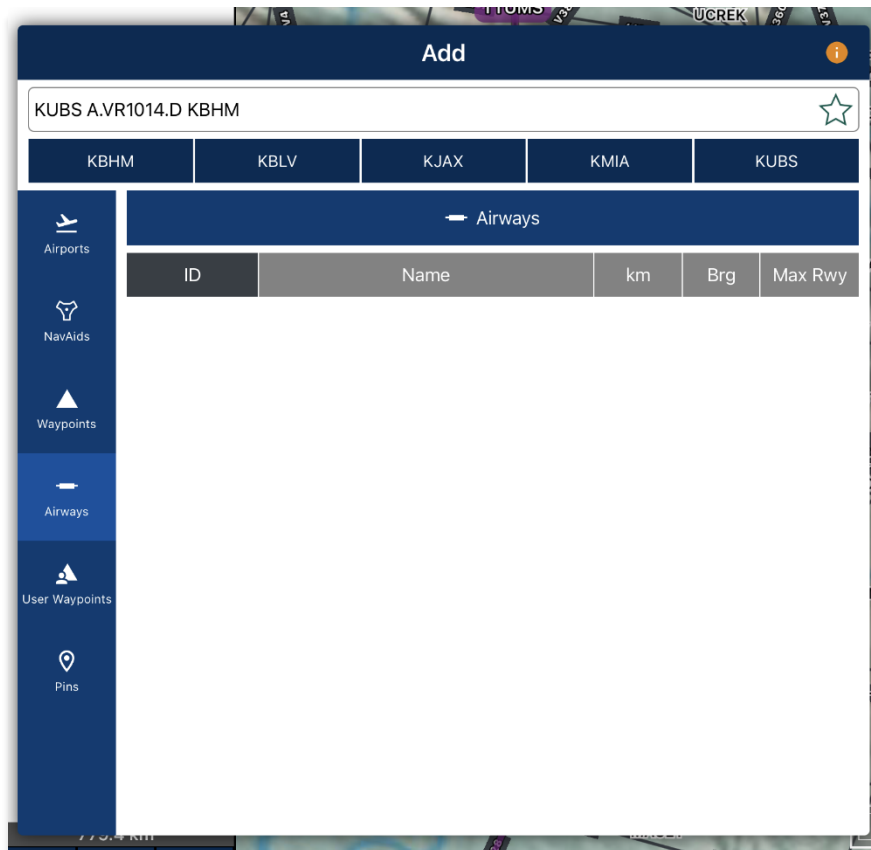 UCREK
Add
KUBS A.VR1014.D KBHM
KBHM KBLV KJAX KMIA KUBS
Airways
Airports
ID Name km Brg Max Rwy
NavAids
Waypoints
Airways
User Waypoints
Pins